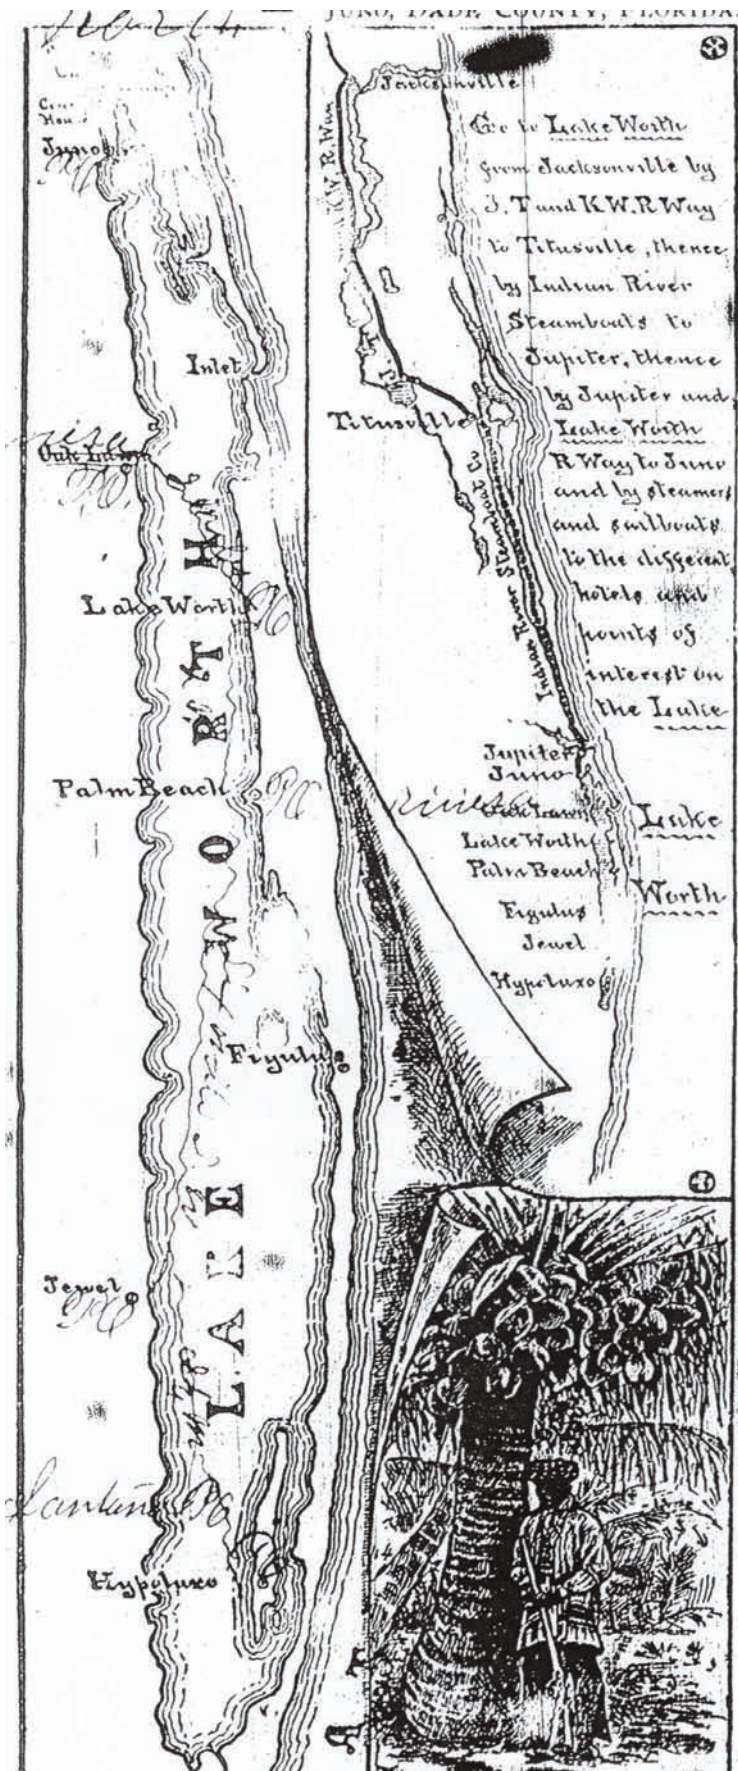 JUNO, DADE COUNTY, FLORIDA.
Juno
Inlet
Oak Lawn
Lake Worth
Palm Beach
Figulus
Jewel
Hypoluxo
LAKE WORTH
Jacksonville
Go to Lake Worth
from Jacksonville by
J. T and K W. R Way
to Titusville, thence
by Indian River
Steamboats to
Jupiter, thence
by Jupiter and
Lake Worth
R Way to Juno
and by steamers
and sailboats
to the different
hotels and
points of
interest on
the Lake
K.W. R. Way
Titusville
Indian River Steamboat Co
Jupiter
Juno
Oak Lawn
Lake Worth
Palm Beach
Figulus
Jewel
Hypoluxo
Lake
Worth